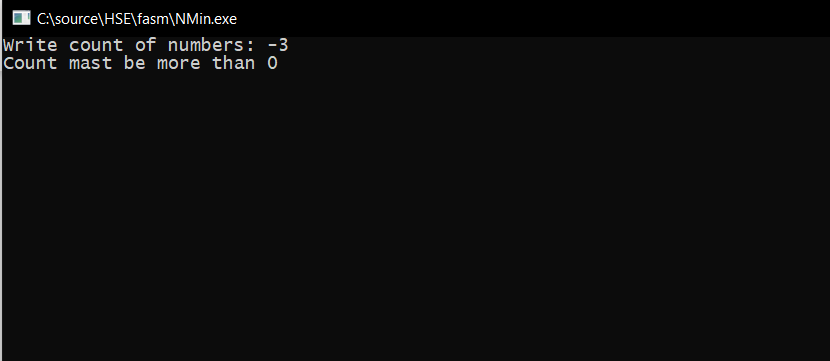 C:\source\HSE\fasm\NMin.exe
Write count of numbers: -3
Count mast be more than 0